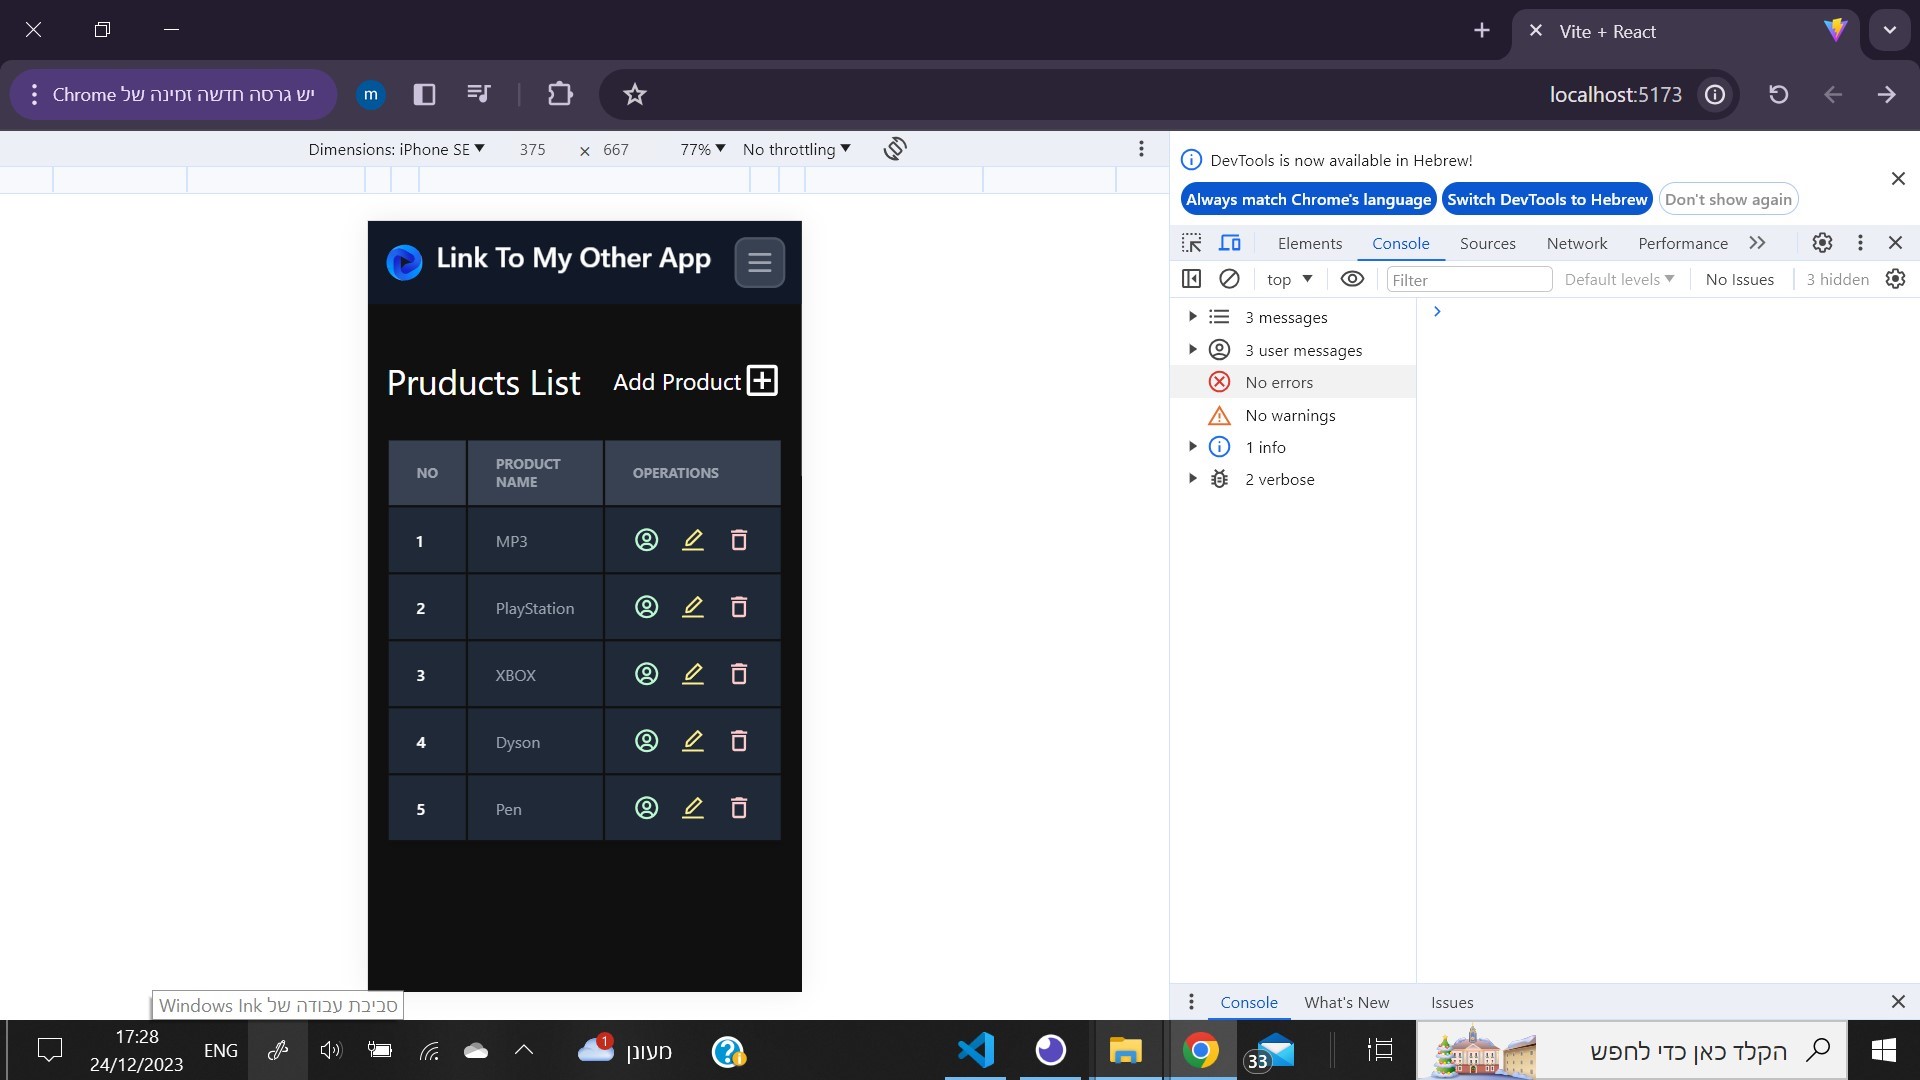 Vite + React
יש גרסה חדשה זמינה של Chrome
m
localhost:5173
Dimensions: iPhone SE
375 × 667
77%
No throttling
DevTools is now available in Hebrew!
Always match Chrome's language
Switch DevTools to Hebrew
Don't show again
Elements
Console
Sources
Network
Performance
top
Filter
Default levels
No Issues
3 hidden
3 messages
3 user messages
No errors
No warnings
1 info
2 verbose
Link To My Other App
Pruducts List
Add Product
NO
PRODUCT
NAME
OPERATIONS
1 MP3
2 PlayStation
3 XBOX
4 Dyson
5 Pen
Console
What's New
Issues
סביבת עבודה של Windows Ink
17:28
24/12/2023
ENG
1
מעונן
33
הקלד כאן כדי לחפש